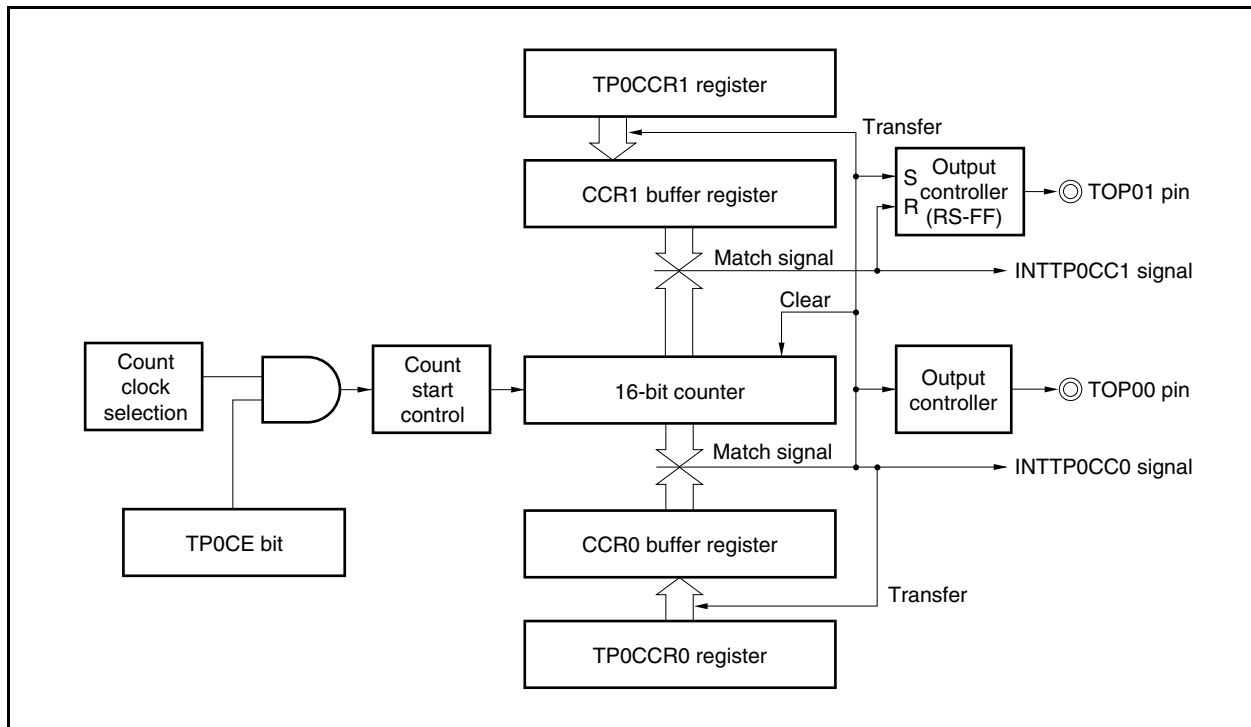 TP0CCR1 register
Transfer
CCR1 buffer register
S
R
Output
controller
(RS-FF)
TOP01 pin
Match signal
INTTP0CC1 signal
Clear
Count
clock
selection
Count
start
control
16-bit counter
Output
controller
TOP00 pin
Match signal
INTTP0CC0 signal
TP0CE bit
CCR0 buffer register
Transfer
TP0CCR0 register